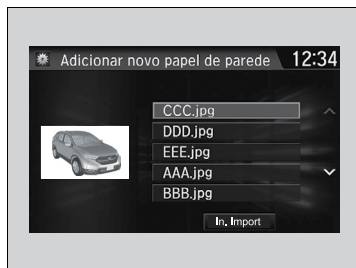 Adicionar novo papel de parede 12:34
CCC.jpg
DDD.jpg
EEE.jpg
AAA.jpg
BBB.jpg
In. Import